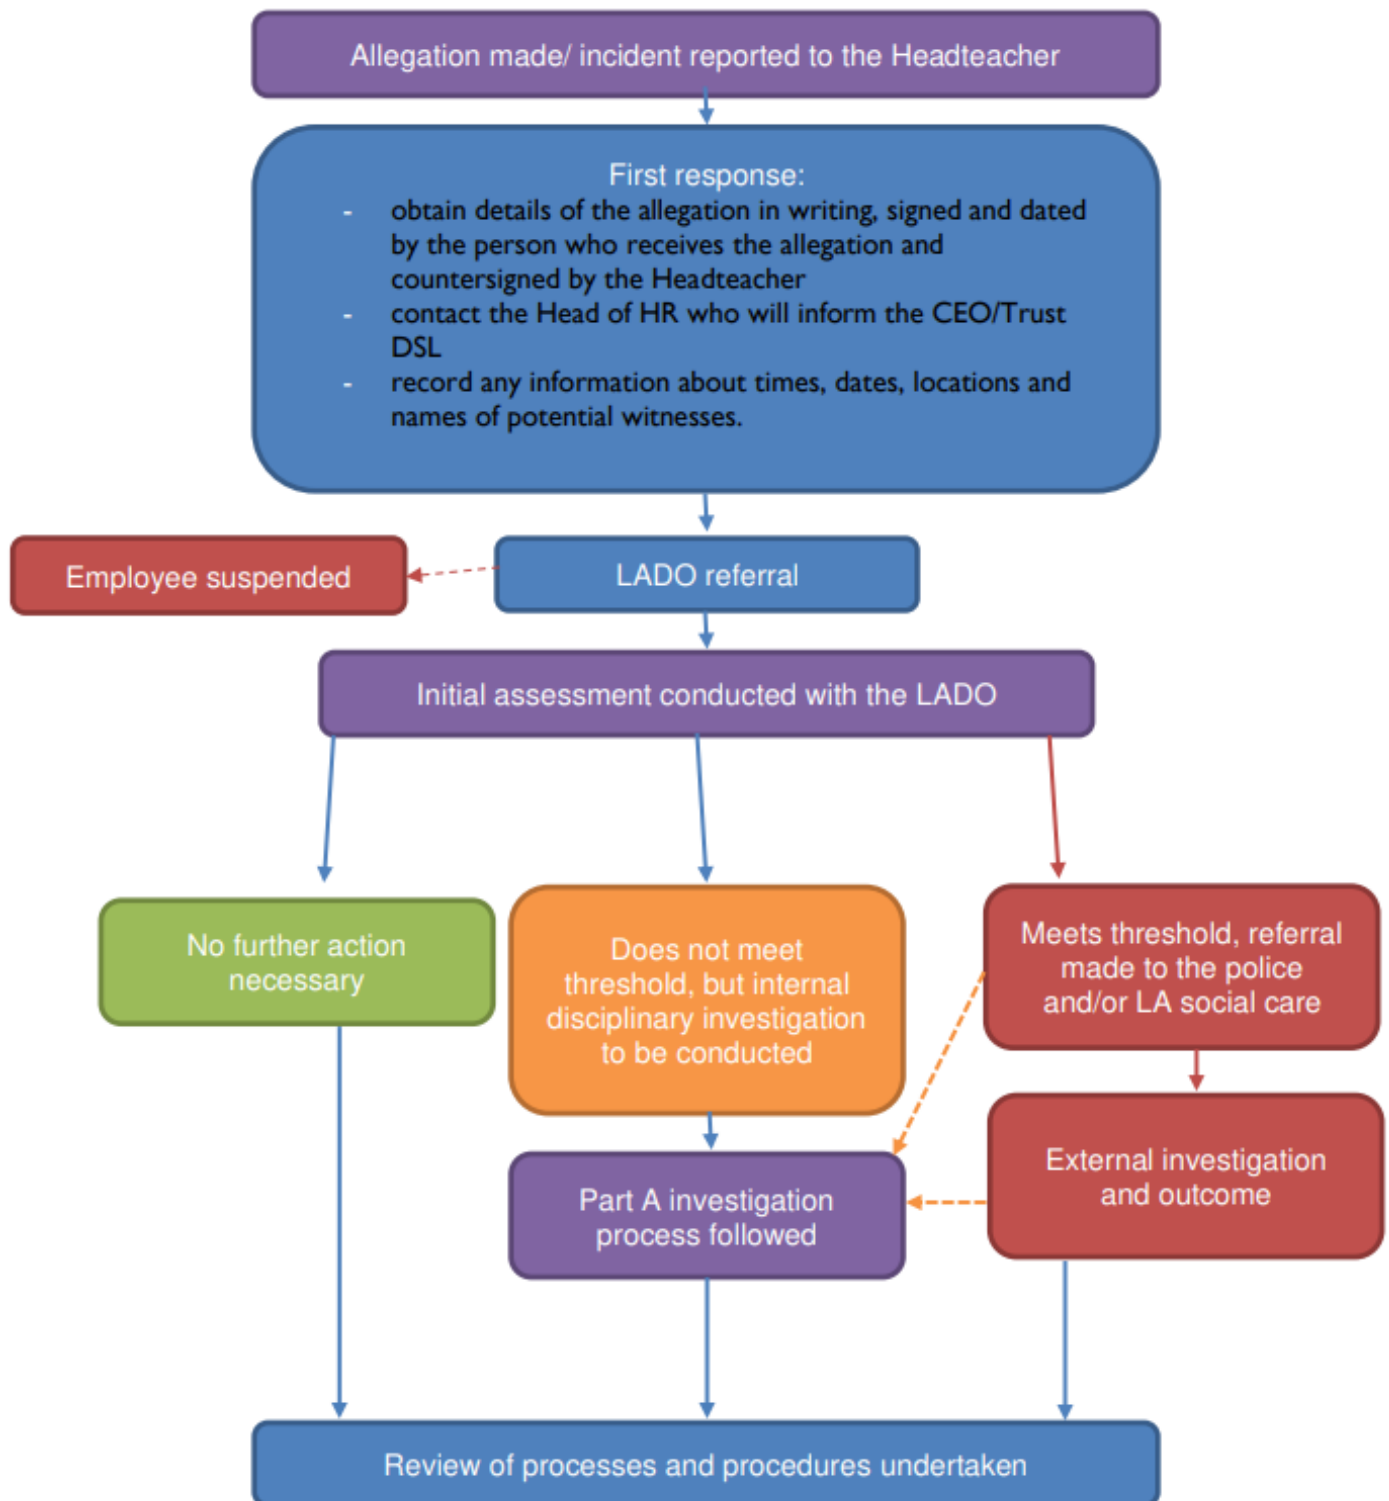 Allegation made/ incident reported to the Headteacher
First response:
- obtain details of the allegation in writing, signed and dated
by the person who receives the allegation and
countersigned by the Headteacher
- contact the Head of HR who will inform the CEO/Trust
DSL
- record any information about times, dates, locations and
names of potential witnesses.
Employee suspended
LADO referral
Initial assessment conducted with the LADO
No further action
necessary
Does not meet
threshold, but internal
disciplinary investigation
to be conducted
Meets threshold, referral
made to the police
and/or LA social care
Part A investigation
process followed
External investigation
and outcome
Review of processes and procedures undertaken